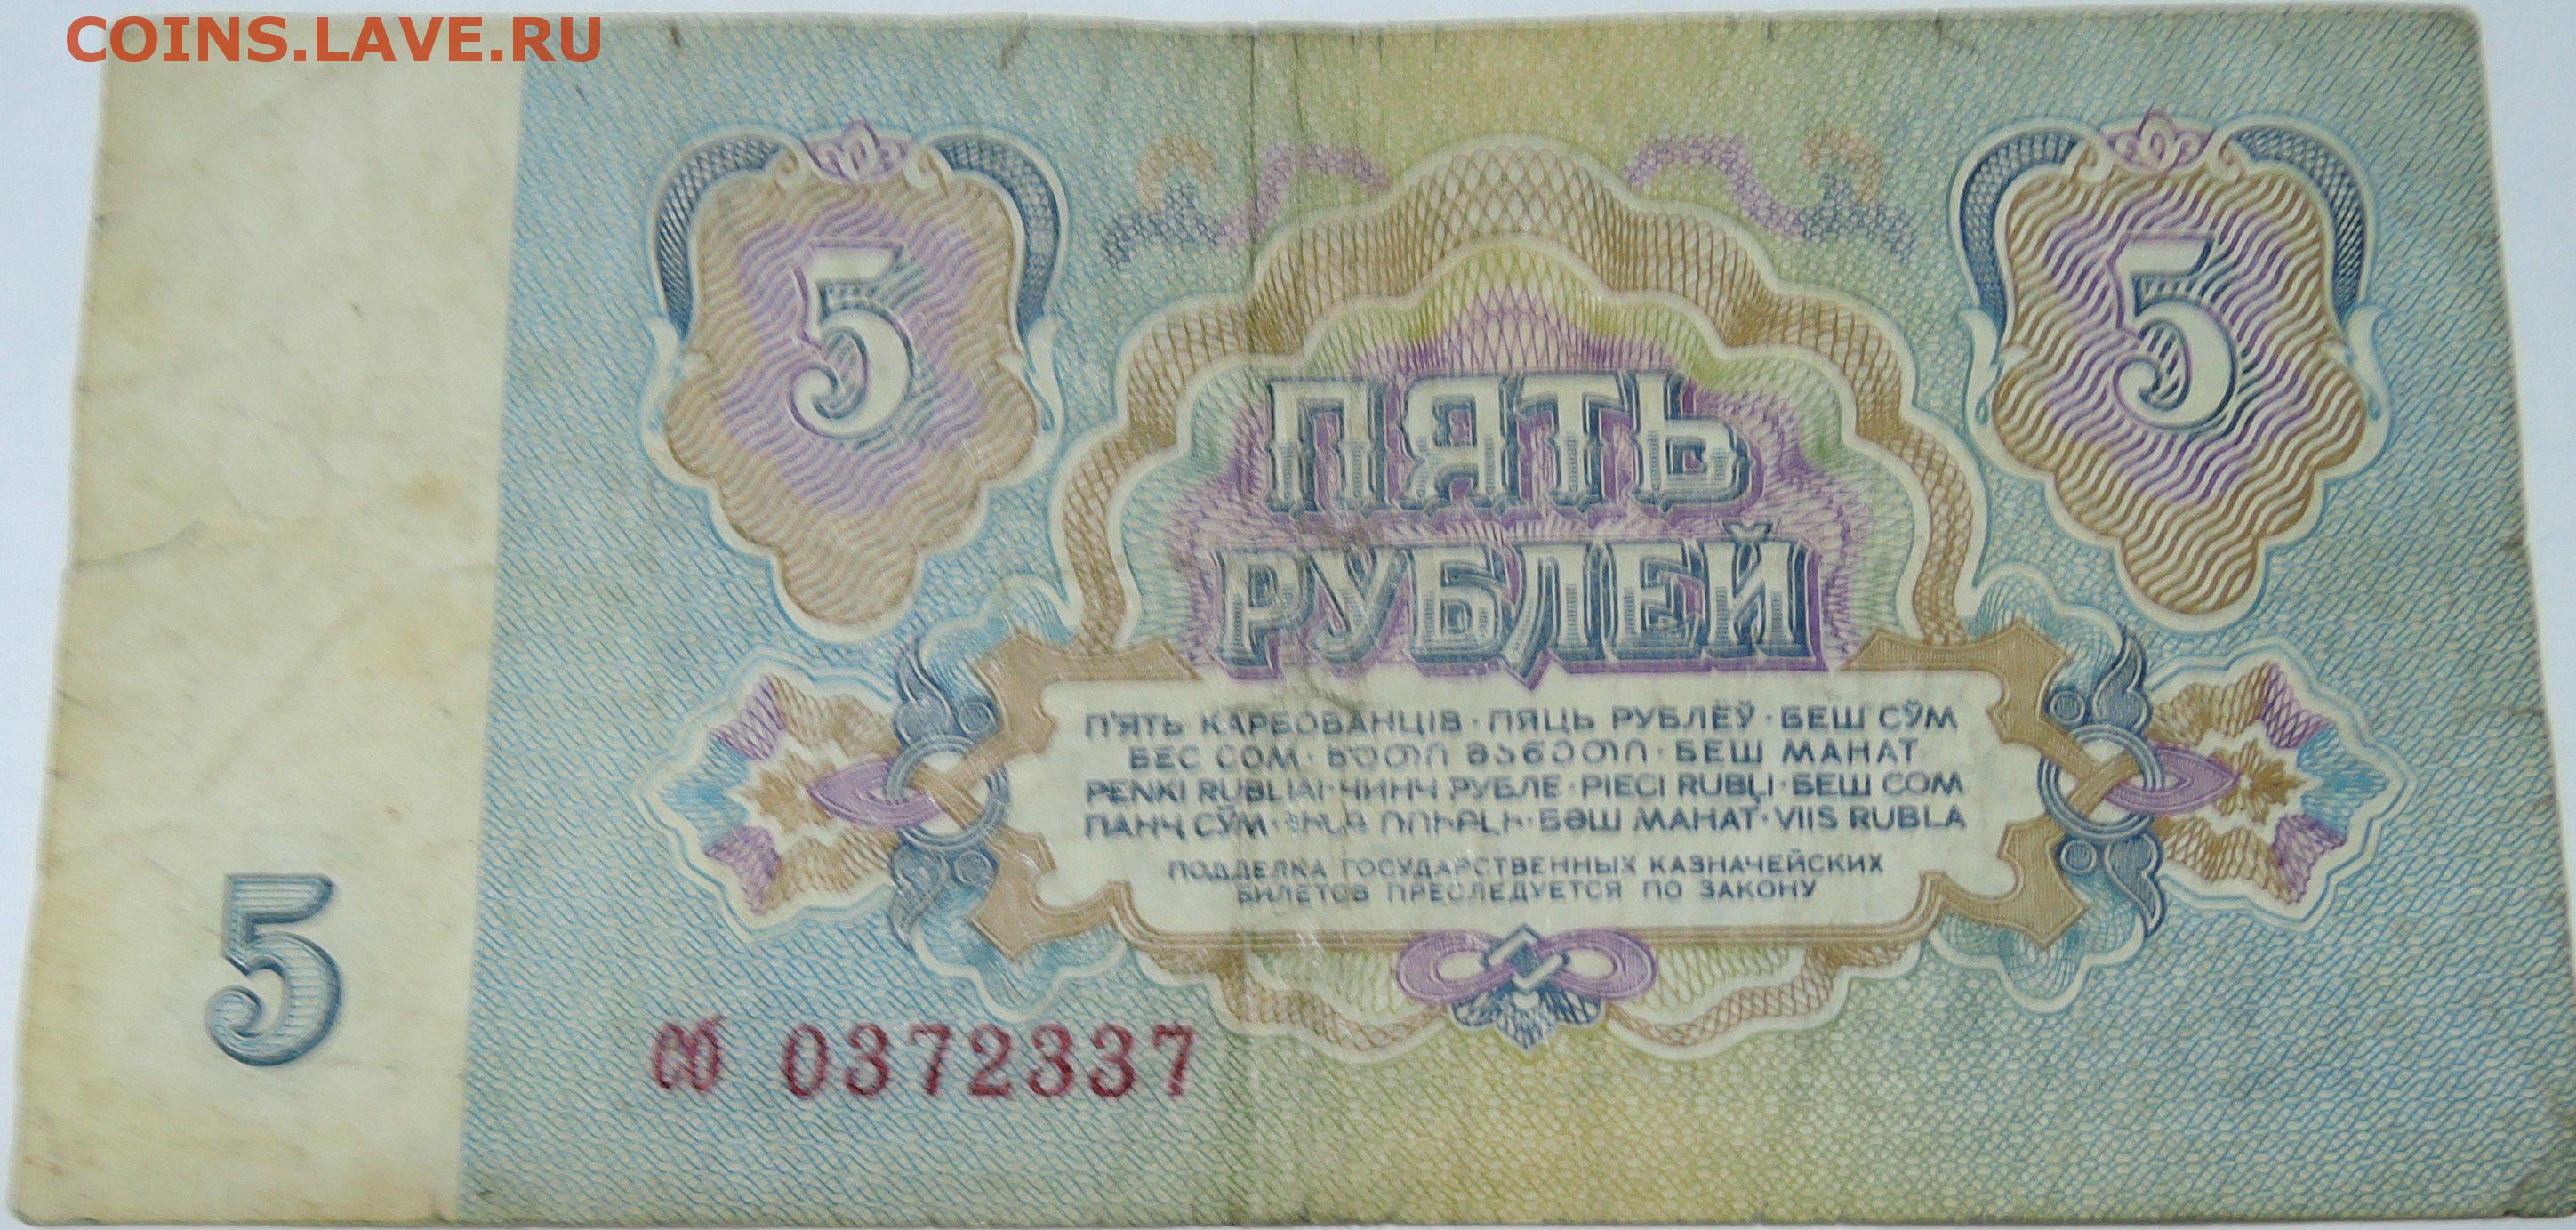 COINS.LAVE.RU
5
5
ПЯТЬ
РУБЛЕЙ
П'ЯТЬ КАРБОВАНЦІВ · ПЯЦЬ РУБЛЁЎ · БЕШ СЎМ
БЕС СОМ · ხუთი მანეთი · БЕШ МАНАТ
PENKI RUBLIAI · ЧИНЧ РУБЛЕ · PIECI RUBĻI · БЕШ СОМ
ПАНҶ СӮМ · ՀԻՆԳ ՌՈՒԲԼԻ · БӘШ МАНАТ · VIIS RUBLA
ПОДДЕЛКА ГОСУДАРСТВЕННЫХ КАЗНАЧЕЙСКИХ
БИЛЕТОВ ПРЕСЛЕДУЕТСЯ ПО ЗАКОНУ
5
сб 0372337